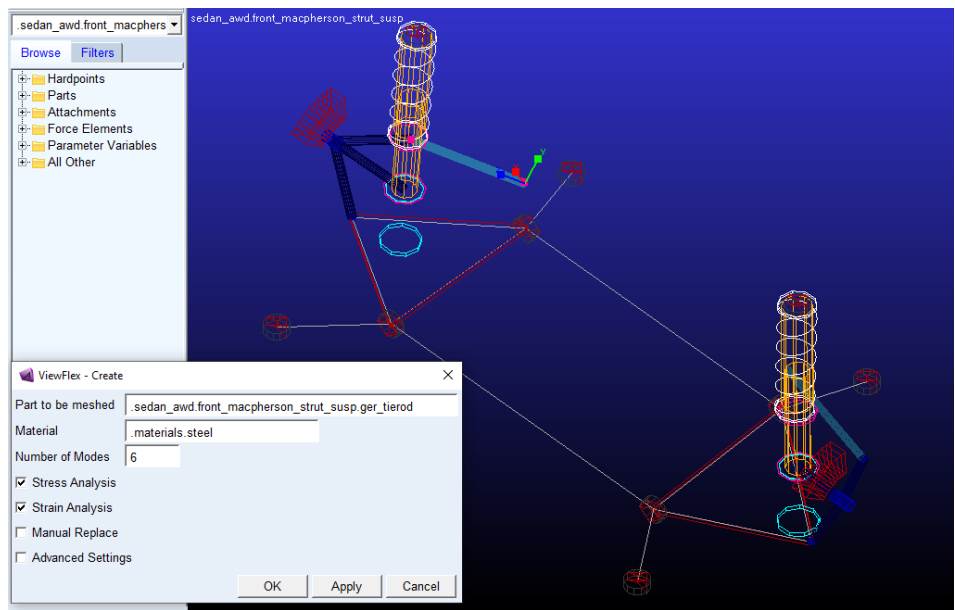 .sedan_awd.front_macphers
.sedan_awd.front_macpherson_strut_susp
Browse Filters
Hardpoints
Parts
Attachments
Force Elements
Parameter Variables
All Other
Y
ViewFlex - Create
Part to be meshed .sedan_awd.front_macpherson_strut_susp.ger_tierod
Material .materials.steel
Number of Modes 6
Stress Analysis
Strain Analysis
Manual Replace
Advanced Settings
OK Apply Cancel